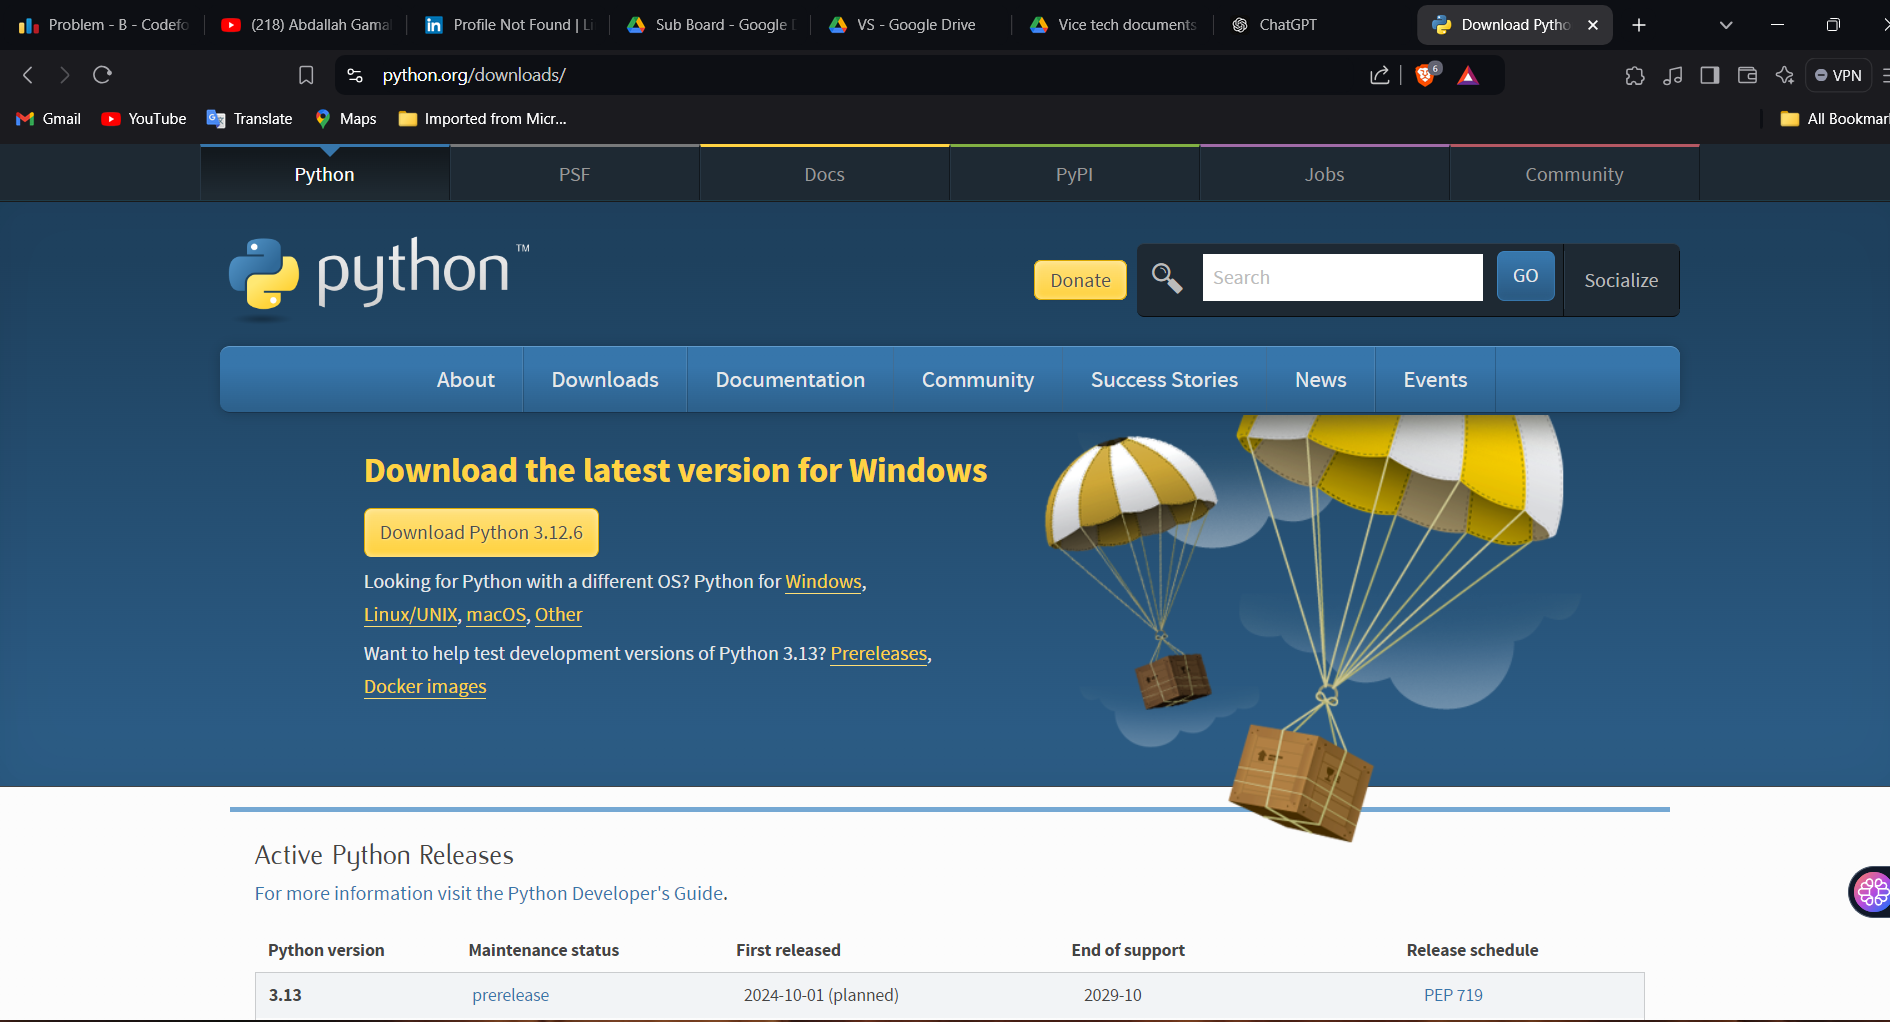 Problem - B - Codefo
(218) Abdallah Gama
Profile Not Found | Li
Sub Board - Google D
VS - Google Drive
Vice tech documents
ChatGPT
Download Pytho
python.org/downloads/
6
VPN
Gmail
YouTube
Translate
Maps
Imported from Micr...
All Bookmar
Python
PSF
Docs
PyPI
Jobs
Community
python™
Donate
Search
GO
Socialize
About
Downloads
Documentation
Community
Success Stories
News
Events
Download the latest version for Windows
Download Python 3.12.6
Looking for Python with a different OS? Python for Windows,
Linux/UNIX, macOS, Other
Want to help test development versions of Python 3.13? Prereleases,
Docker images
Active Python Releases
For more information visit the Python Developer's Guide.
Python version Maintenance status First released End of support Release schedule
3.13 prerelease 2024-10-01 (planned) 2029-10 PEP 719